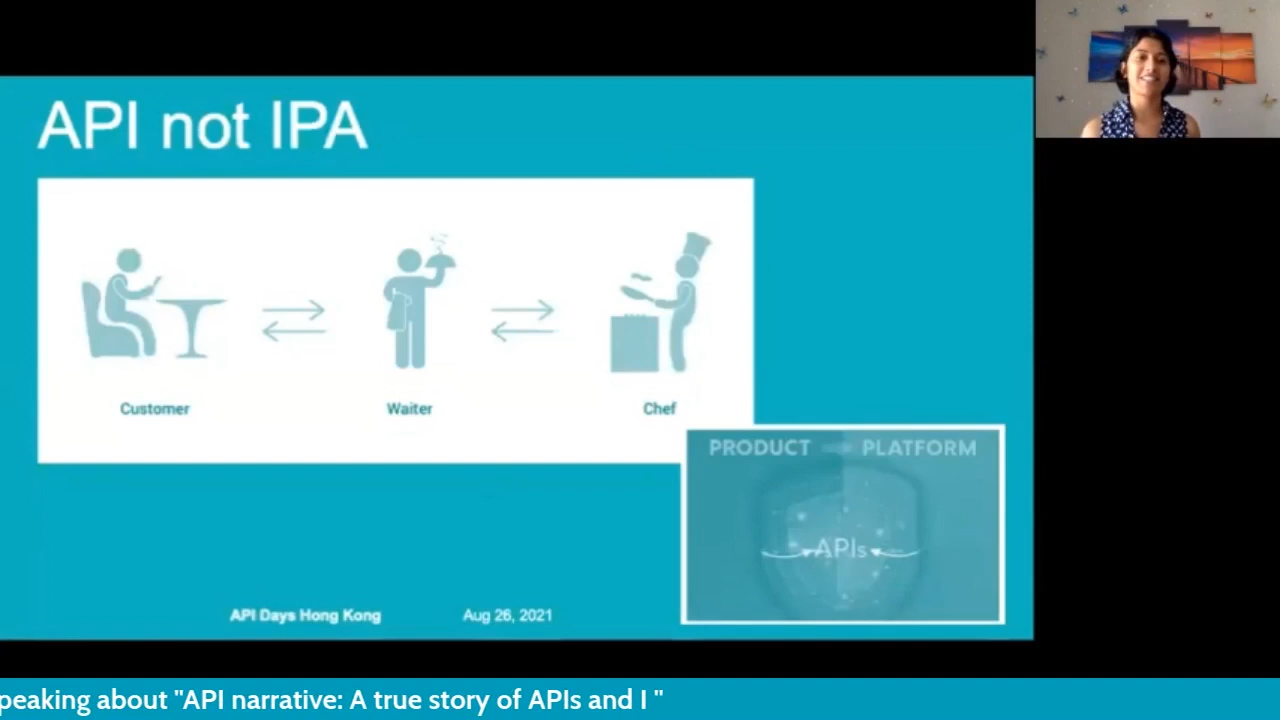 API not IPA
Customer
Waiter
Chef
PRODUCT PLATFORM
APIs
API Days Hong Kong
Aug 26, 2021
peaking about "API narrative: A true story of APIs and I "